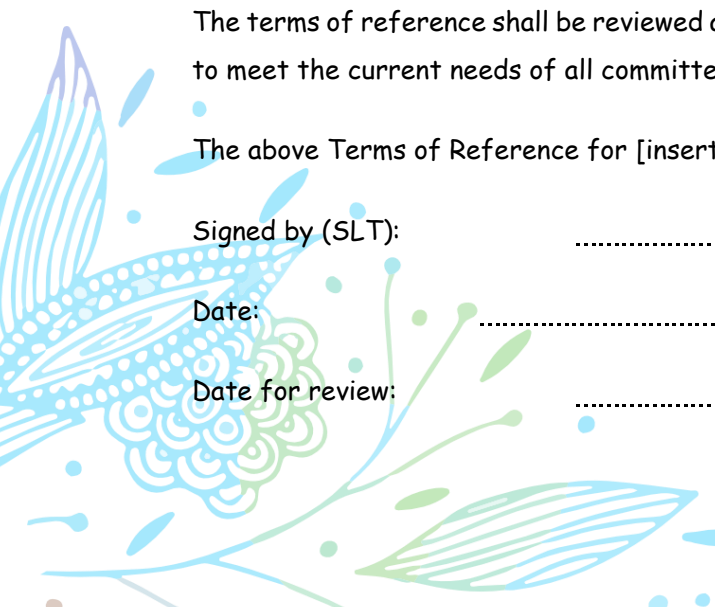 The terms of reference shall be reviewed
to meet the current needs of all committe
The above Terms of Reference for [insert
Signed by (SLT): ..................
Date: ...............................
Date for review: ..................